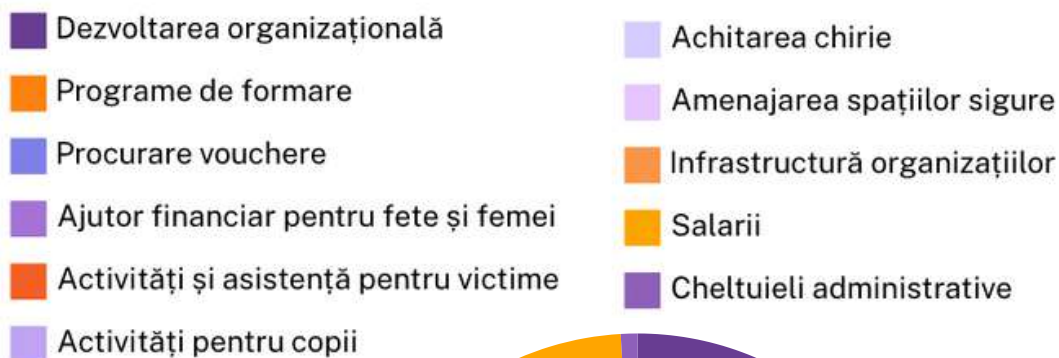 Dezvoltarea organizațională
Programe de formare
Procurare vouchere
Ajutor financiar pentru fete și femei
Activități și asistență pentru victime
Activități pentru copii
Achitarea chirie
Amenajarea spațiilor sigure
Infrastructură organizațiilor
Salarii
Cheltuieli administrative